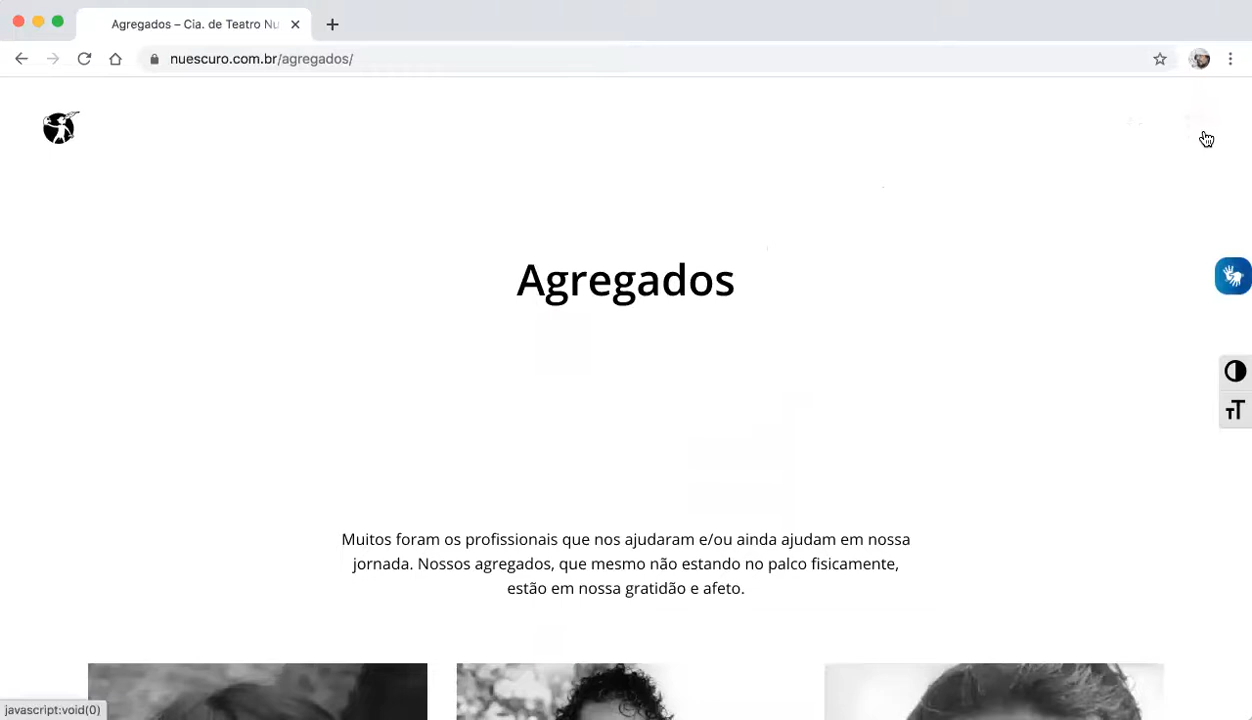 Agregados – Cia. de Teatro Nu
nuescuro.com.br/agregados/
Agregados
Muitos foram os profissionais que nos ajudaram e/ou ainda ajudam em nossa
jornada. Nossos agregados, que mesmo não estando no palco fisicamente,
estão em nossa gratidão e afeto.
javascript:void(0)